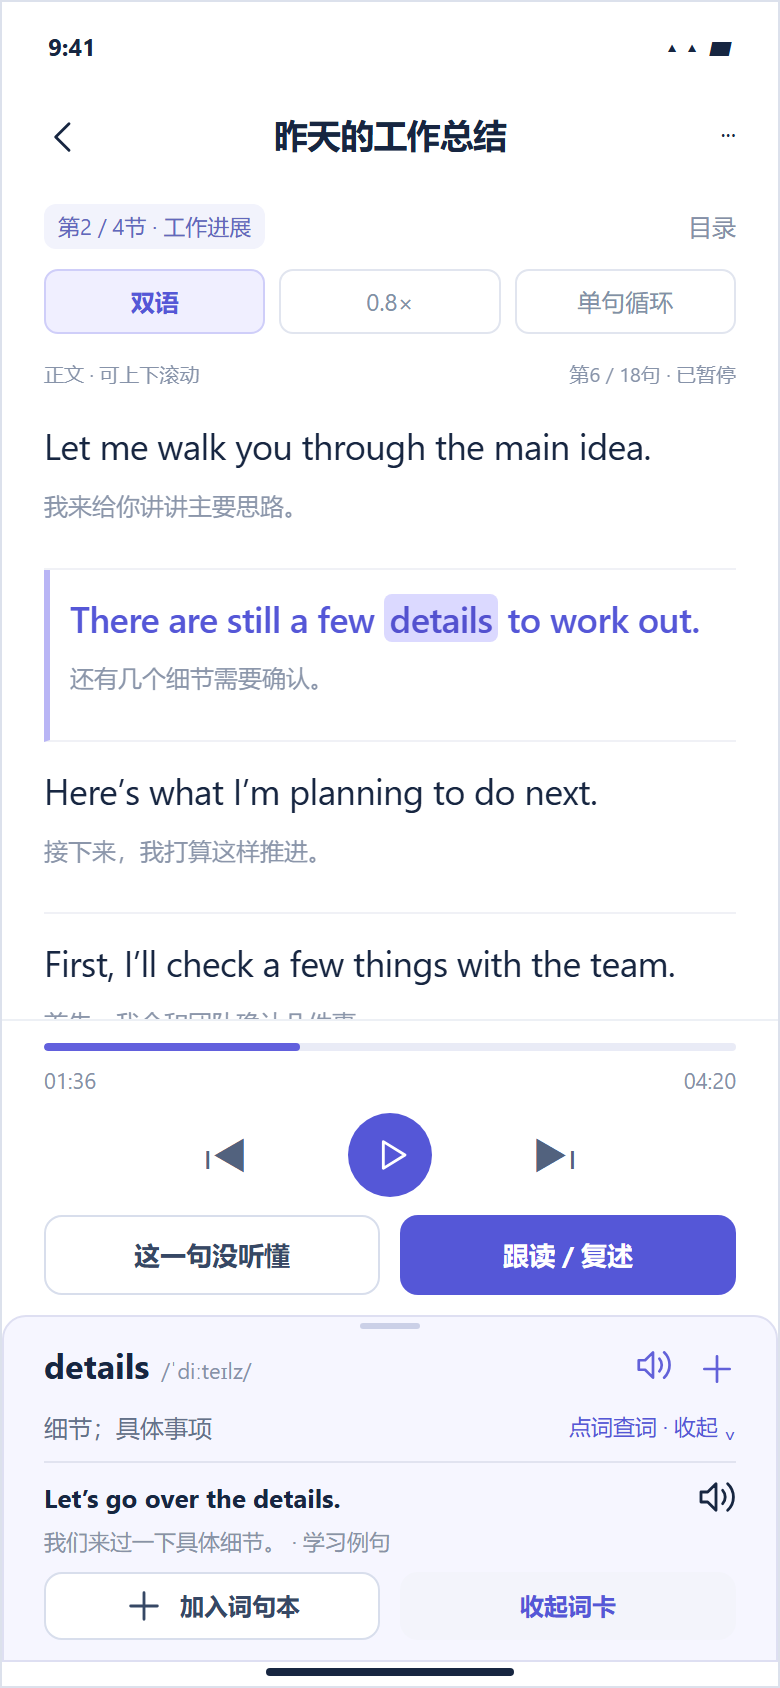 9:41
昨天的工作总结
...
第2 / 4节 · 工作进展
目录
双语
0.8×
单句循环
正文 · 可上下滚动
第6 / 18句 · 已暂停
Let me walk you through the main idea.
我来给你讲讲主要思路。
There are still a few details to work out.
还有几个细节需要确认。
Here’s what I’m planning to do next.
接下来，我打算这样推进。
First, I’ll check a few things with the team.
01:36
04:20
这一句没听懂
跟读 / 复述
details /ˈdiːteɪlz/
细节；具体事项
点词查词 · 收起 ˅
Let’s go over the details.
我们来过一下具体细节。 · 学习例句
加入词句本
收起词卡